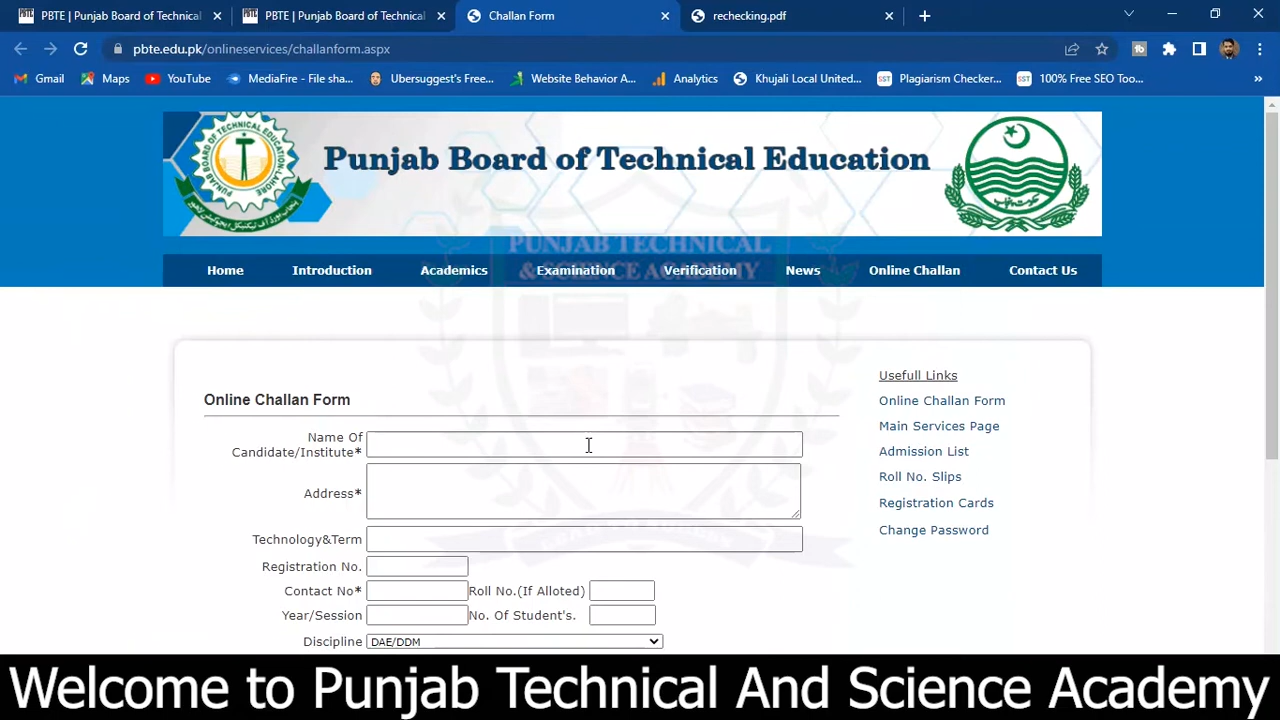 PBTE | Punjab Board of Technical
PBTE | Punjab Board of Technical
Challan Form
rechecking.pdf
pbte.edu.pk/onlineservices/challanform.aspx
Gmail
Maps
YouTube
MediaFire - File sha...
Ubersuggest's Free...
Website Behavior A...
Analytics
Khujali Local United...
Plagiarism Checker...
100% Free SEO Too...
Punjab Board of Technical Education
PUNJAB TECHNICAL
& SCIENCE ACADEMY
Home
Introduction
Academics
Examination
Verification
News
Online Challan
Contact Us
Online Challan Form
Name Of
Candidate/Institute*
Address*
Technology&Term
Registration No.
Contact No*
Roll No.(If Alloted)
Year/Session
No. Of Student's.
Discipline
DAE/DDM
Usefull Links
Online Challan Form
Main Services Page
Admission List
Roll No. Slips
Registration Cards
Change Password
Welcome to Punjab Technical And Science Academy